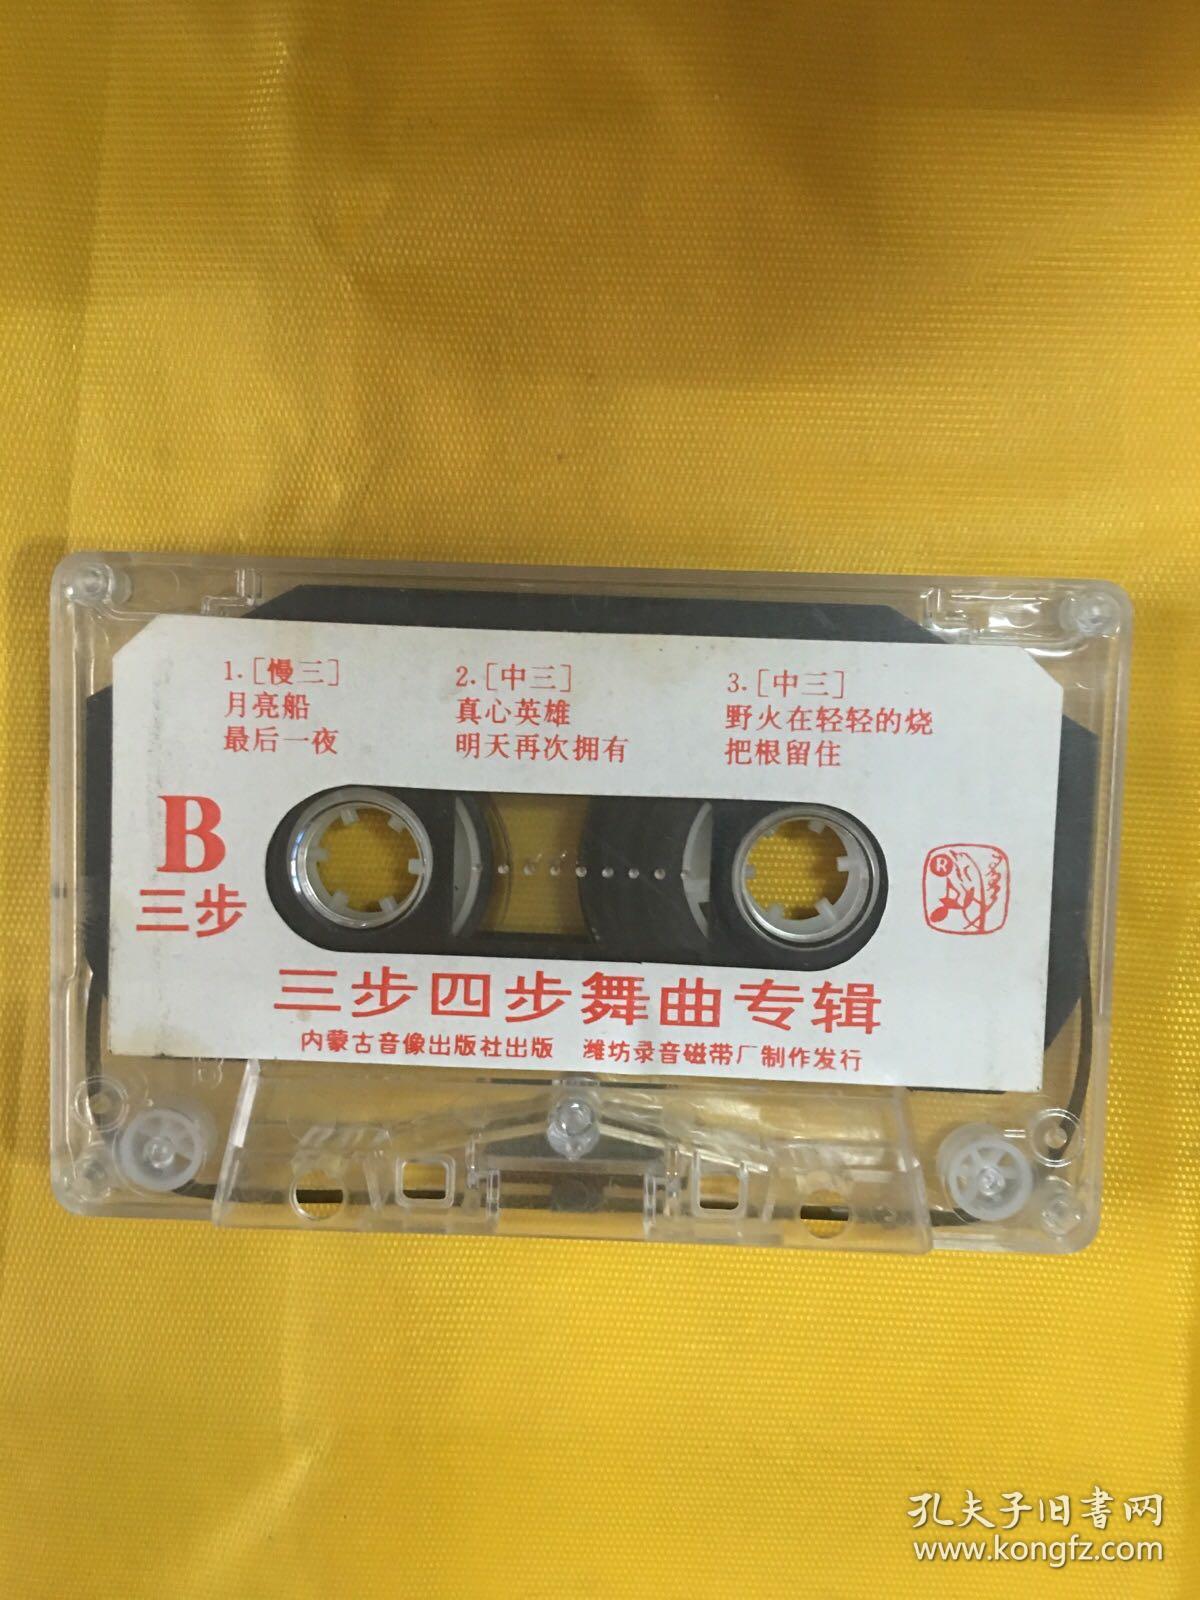 1.［慢三］
月亮船
最后一夜
2.［中三］
真心英雄
明天再次拥有
3.［中三］
野火在轻轻的烧
把根留住
B
三步
R
三步四步舞曲专辑
内蒙古音像出版社出版 潍坊录音磁带厂制作发行
孔夫子旧书网
www.kongfz.com